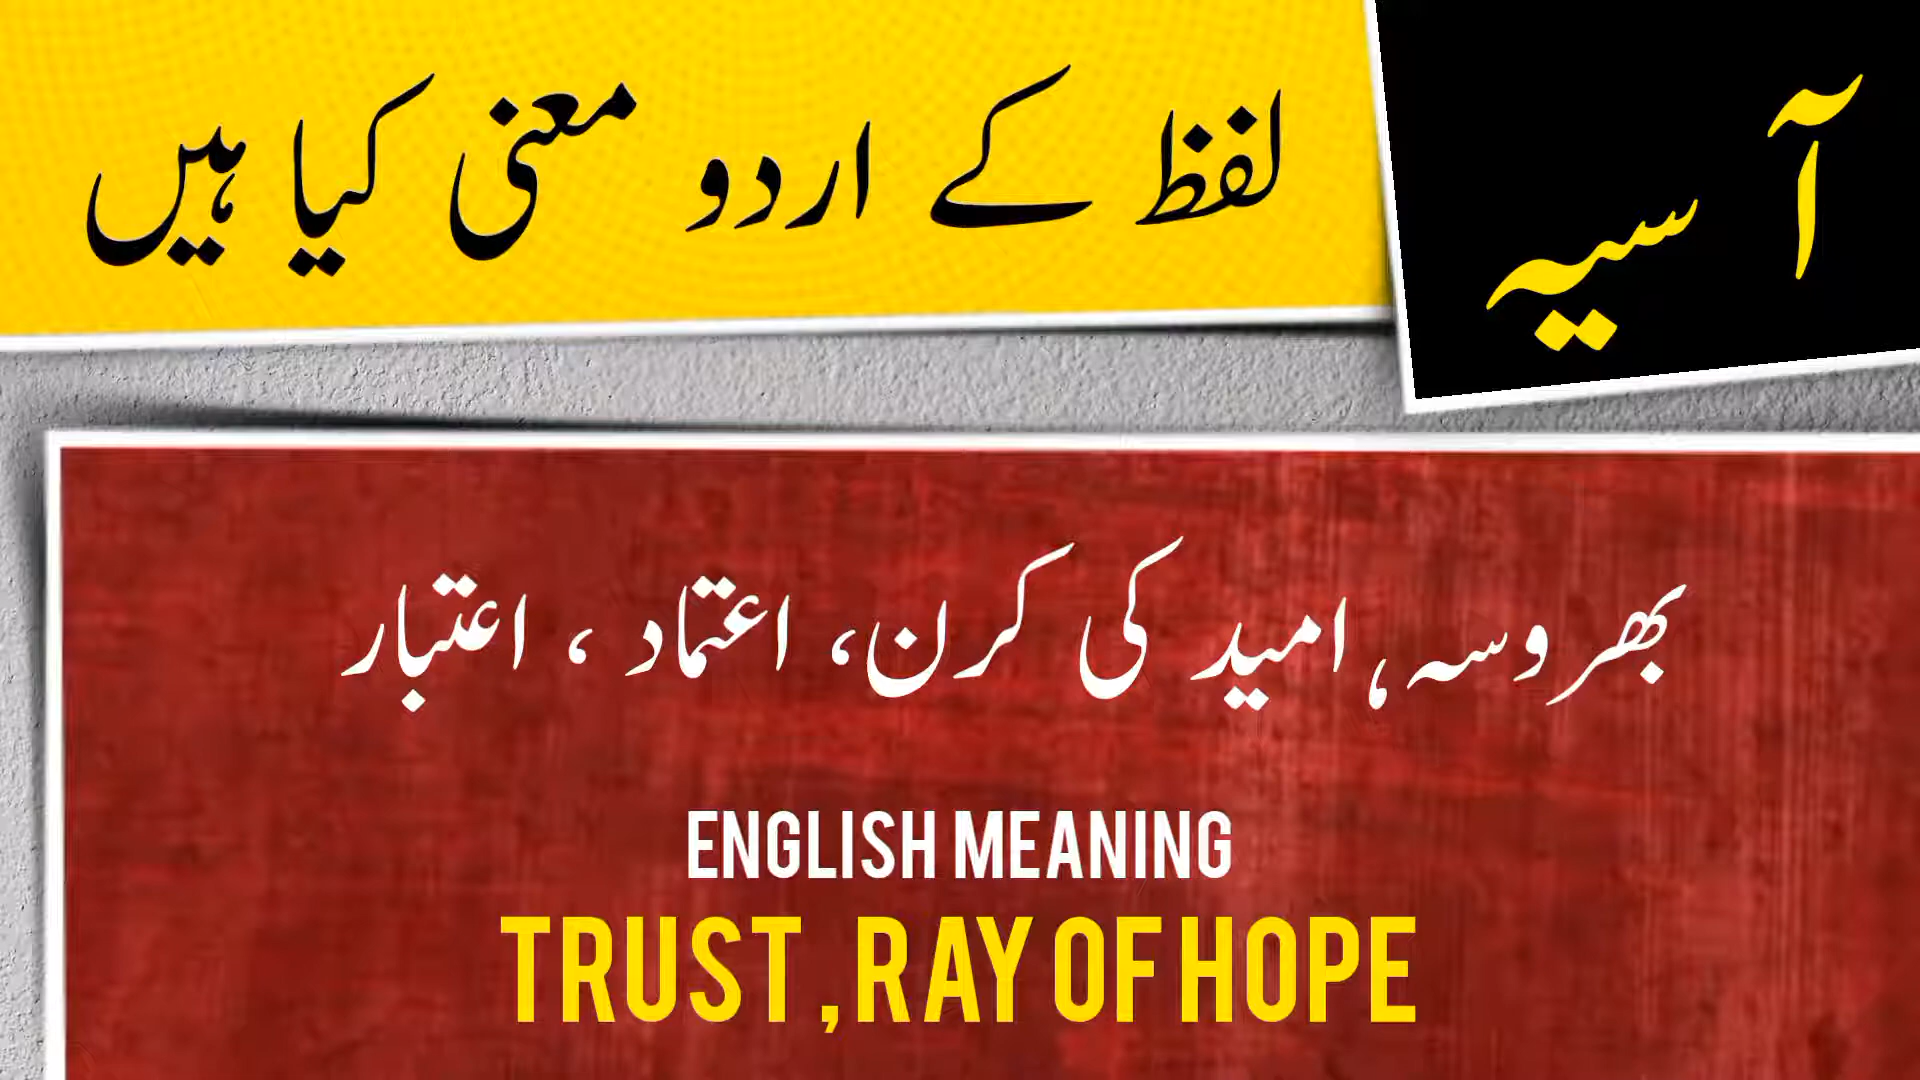 آسیہ
لفظ کے اردو معنی کیا ہیں
بھروسہ, امید کی کرن، اعتماد ، اعتبار
ENGLISH MEANING
TRUST , RAY OF HOPE